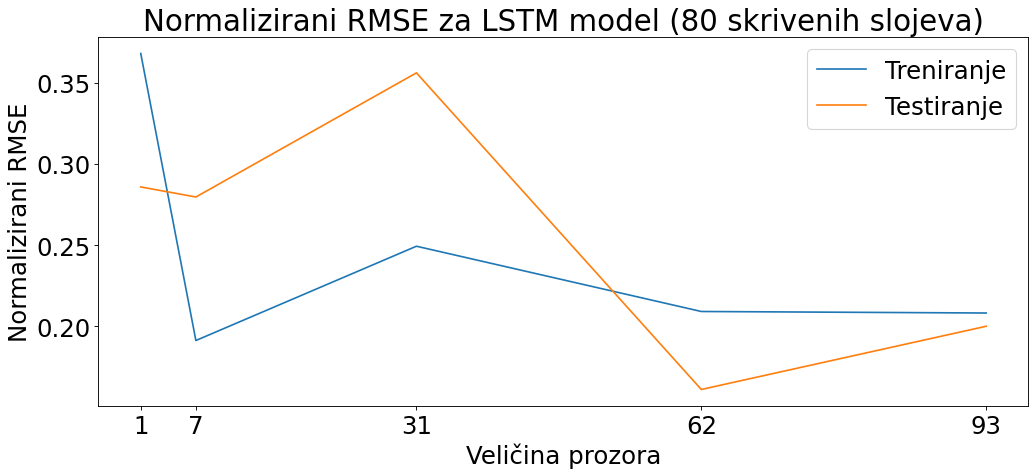 Normalizirani RMSE za LSTM model (80 skrivenih slojeva)
Treniranje
Testiranje
Normalizirani RMSE
0.35
0.30
0.25
0.20
1 7 31 62 93
Veličina prozora